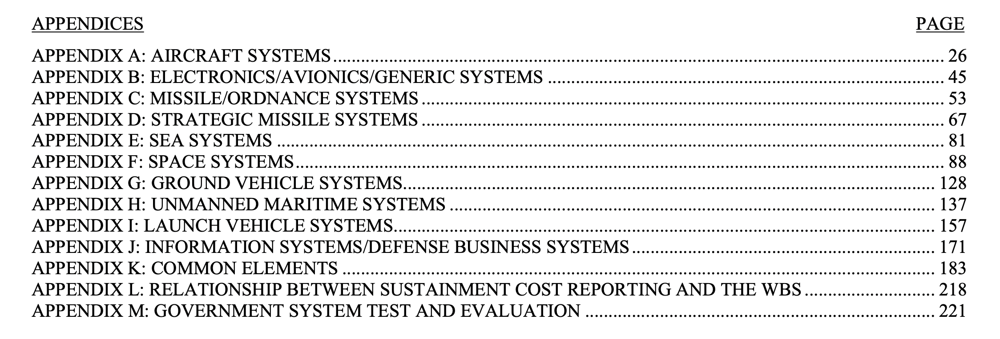 APPENDICES PAGE
APPENDIX A: AIRCRAFT SYSTEMS.......... 26
APPENDIX B: ELECTRONICS/AVIONICS/GENERIC SYSTEMS .......... 45
APPENDIX C: MISSILE/ORDNANCE SYSTEMS .......... 53
APPENDIX D: STRATEGIC MISSILE SYSTEMS .......... 67
APPENDIX E: SEA SYSTEMS .......... 81
APPENDIX F: SPACE SYSTEMS.......... 88
APPENDIX G: GROUND VEHICLE SYSTEMS.......... 128
APPENDIX H: UNMANNED MARITIME SYSTEMS .......... 137
APPENDIX I: LAUNCH VEHICLE SYSTEMS.......... 157
APPENDIX J: INFORMATION SYSTEMS/DEFENSE BUSINESS SYSTEMS.......... 171
APPENDIX K: COMMON ELEMENTS .......... 183
APPENDIX L: RELATIONSHIP BETWEEN SUSTAINMENT COST REPORTING AND THE WBS.......... 218
APPENDIX M: GOVERNMENT SYSTEM TEST AND EVALUATION .......... 221